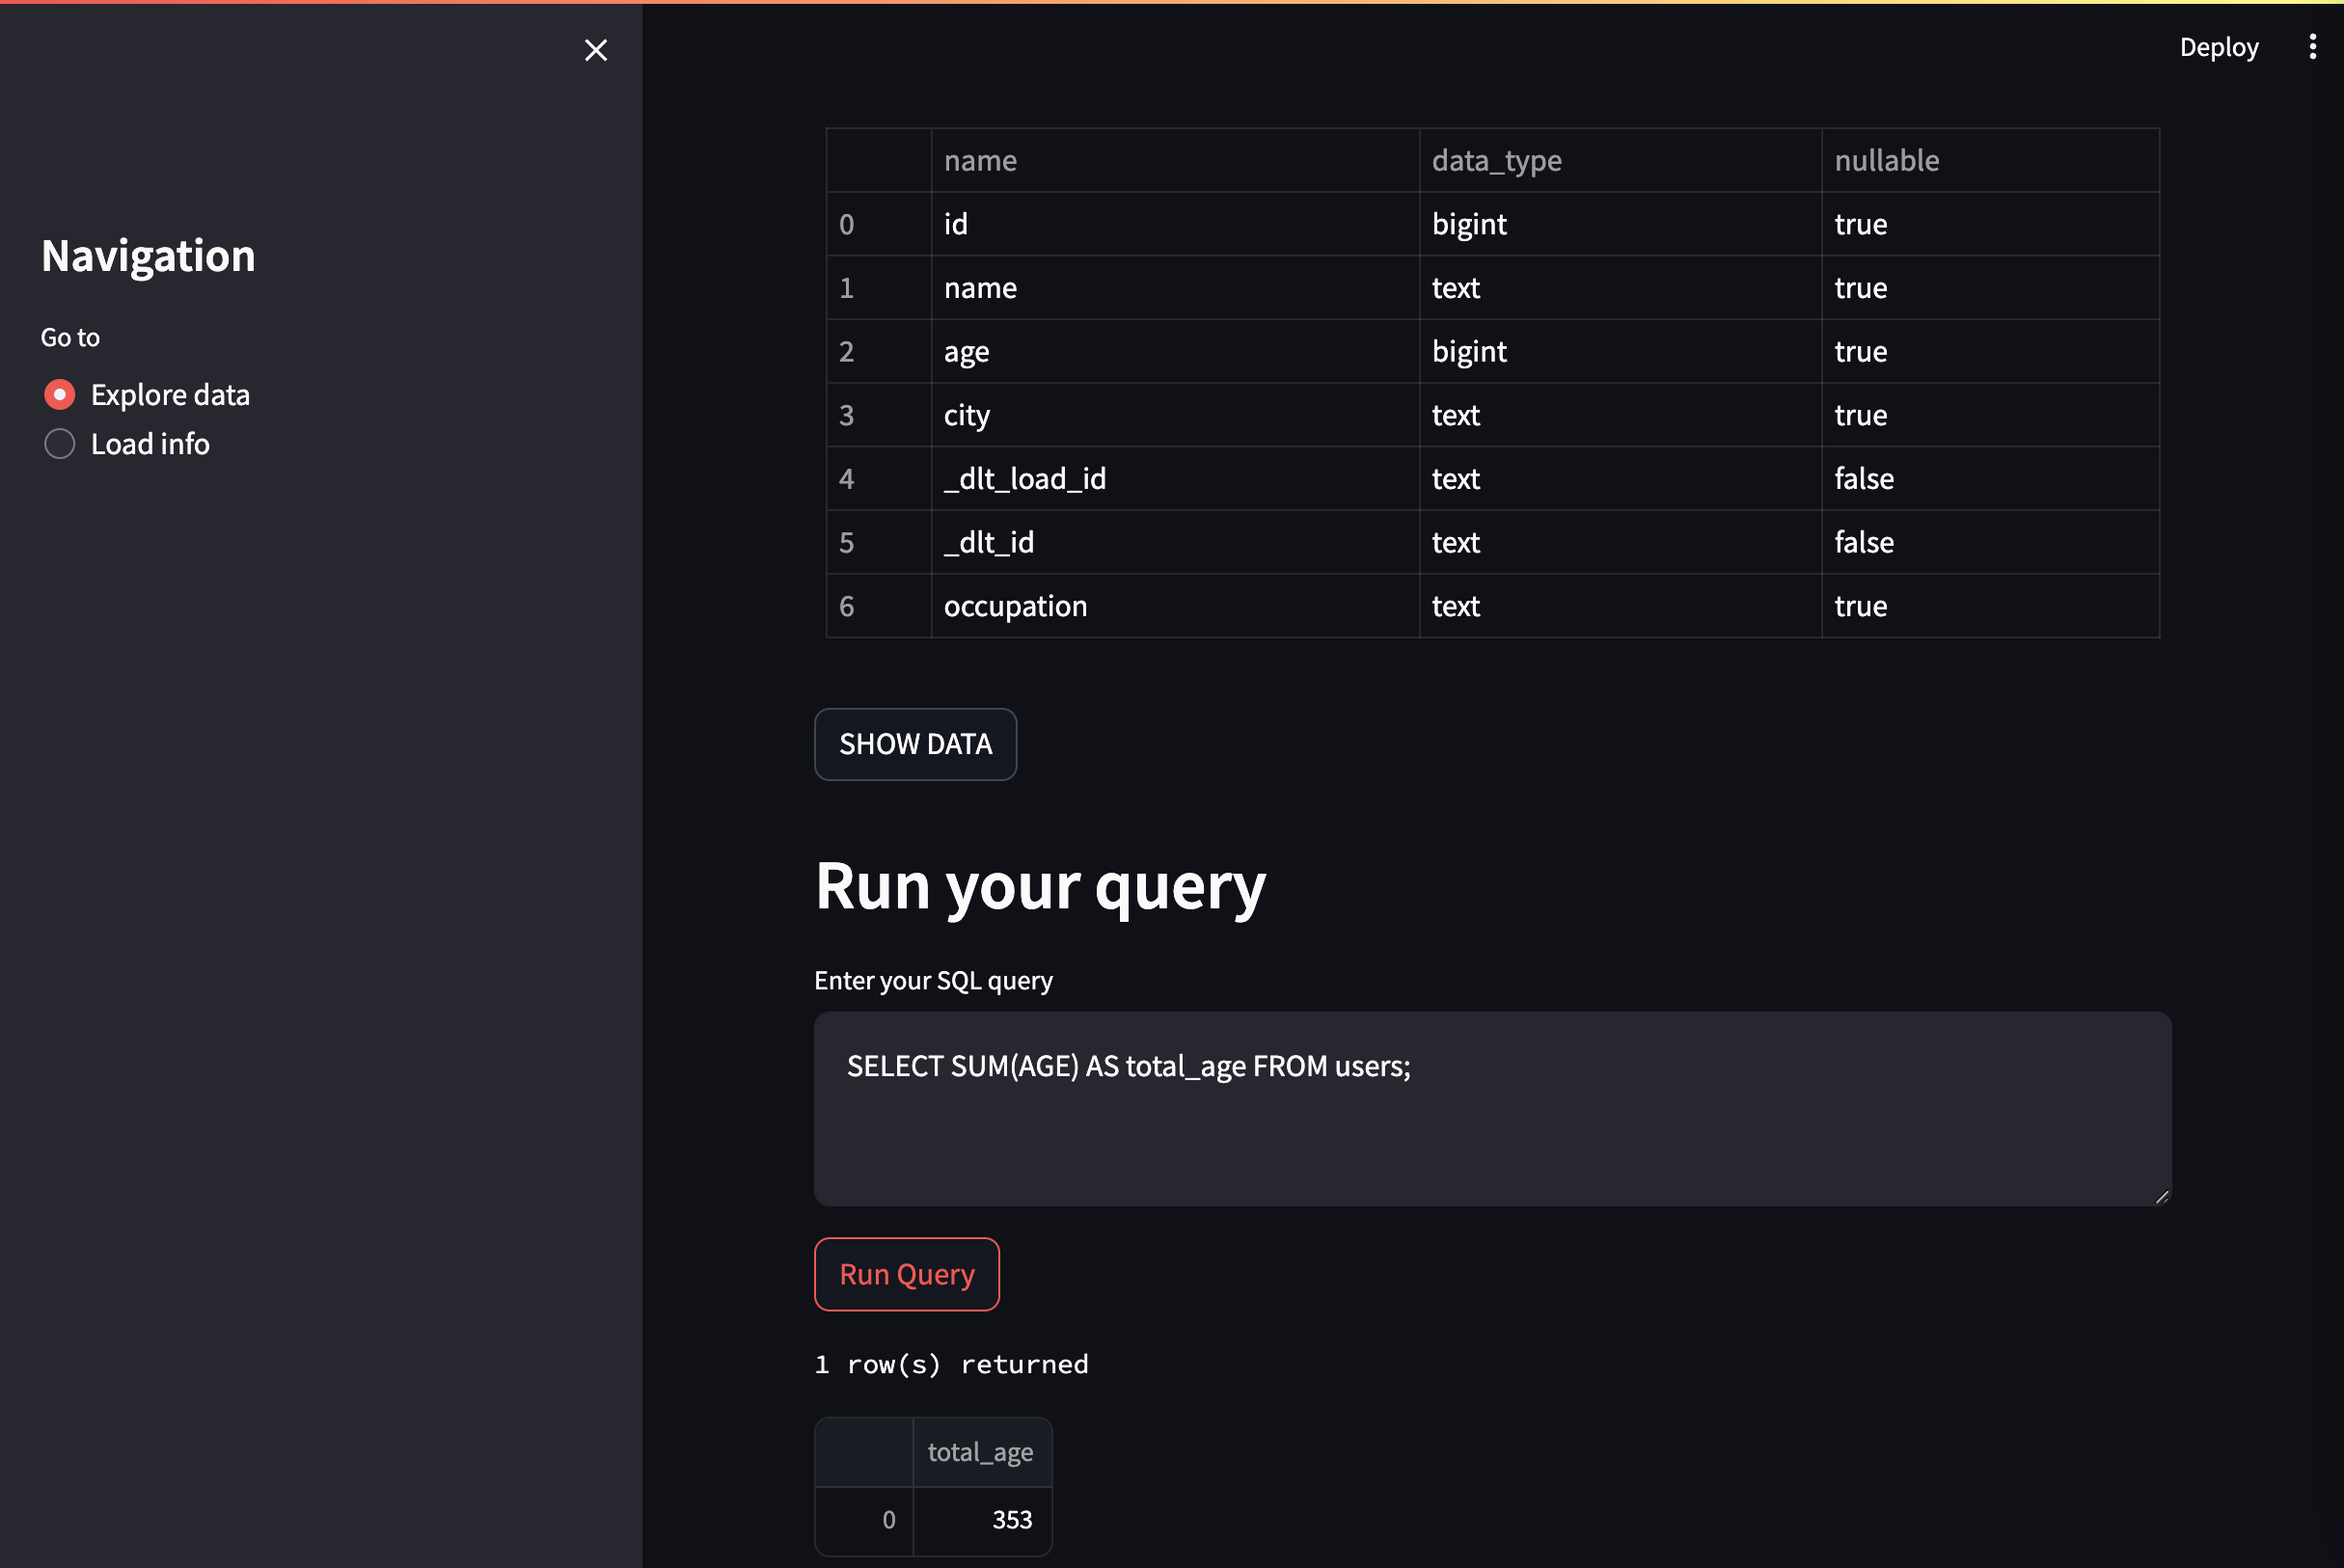 Deploy
Navigation
Go to
Explore data
Load info
name data_type nullable
0 id bigint true
1 name text true
2 age bigint true
3 city text true
4 _dlt_load_id text false
5 _dlt_id text false
6 occupation text true
SHOW DATA
Run your query
Enter your SQL query
SELECT SUM(AGE) AS total_age FROM users;
Run Query
1 row(s) returned
total_age
0 353